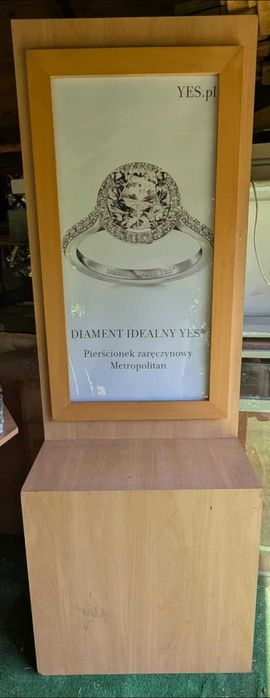 YES.pl
DIAMENT IDEALNY YES®
Pierścionek zaręczynowy
Metropolitan